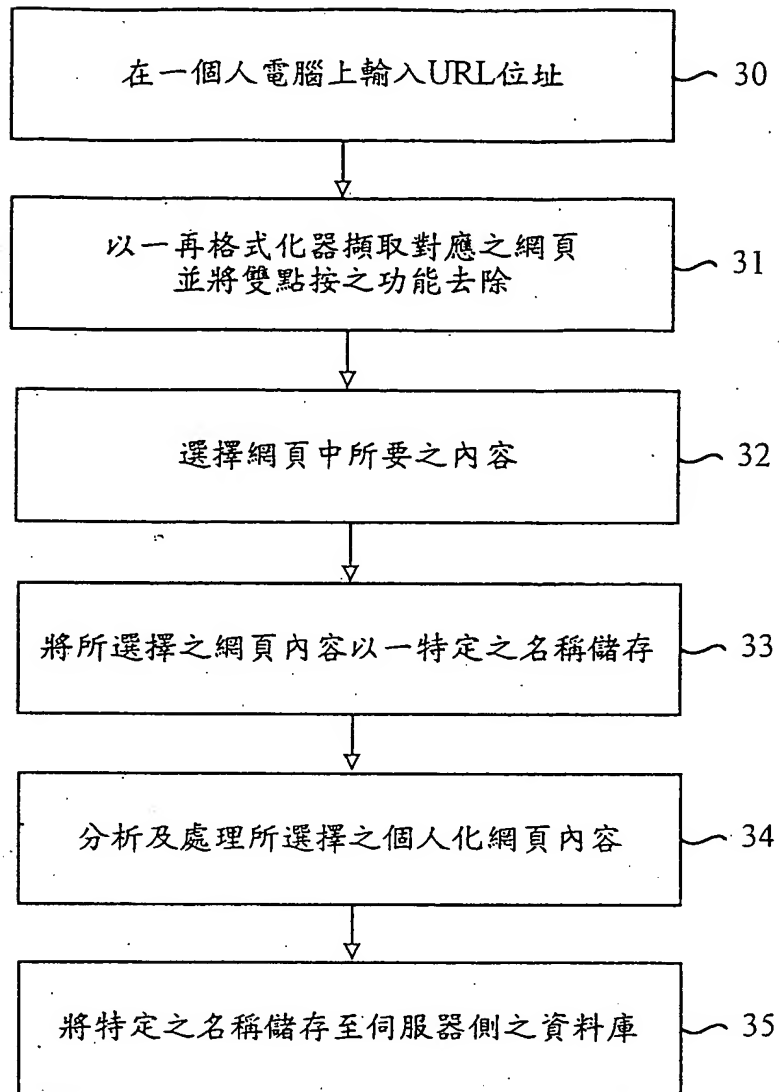 在一個人電腦上輸入URL位址
30
以一再格式化器擷取對應之網頁
並將雙點按之功能去除
31
選擇網頁中所要之內容
32
將所選擇之網頁內容以一特定之名稱儲存
33
分析及處理所選擇之個人化網頁內容
34
將特定之名稱儲存至伺服器側之資料庫
35